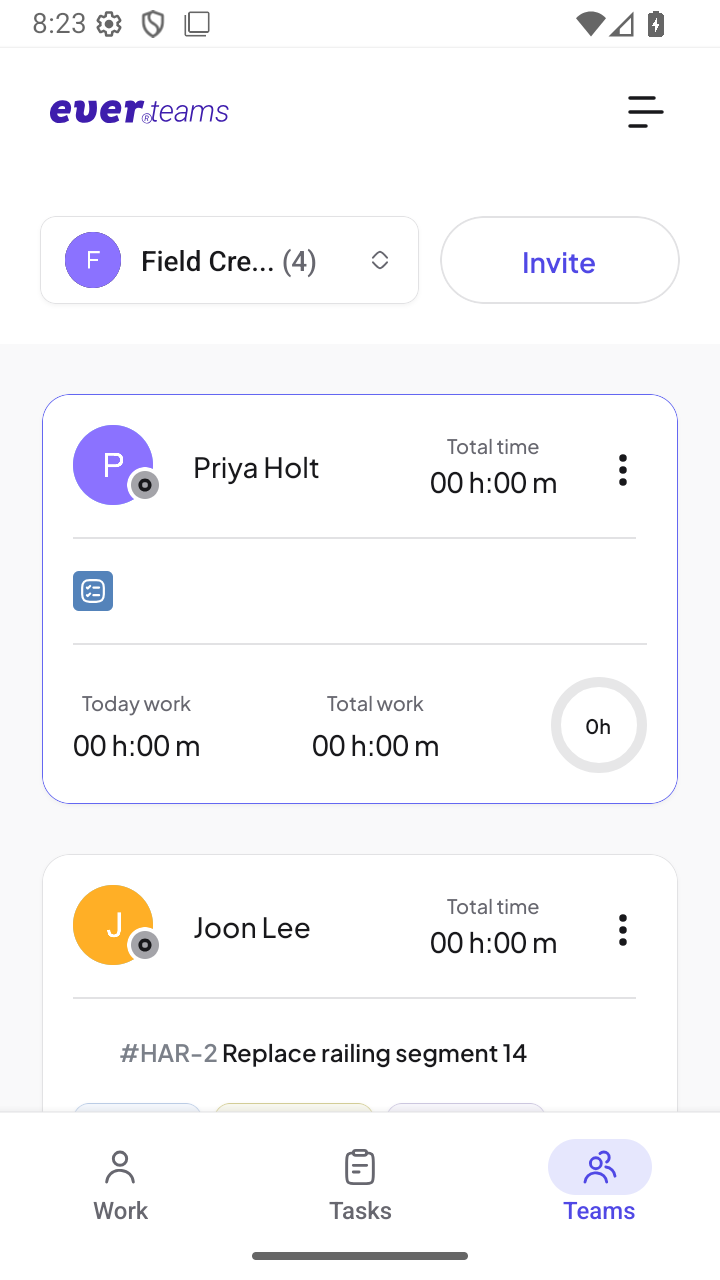 8:23
ever®teams
F Field Cre... (4)
Invite
P Priya Holt
Total time
00 h:00 m
Today work
00 h:00 m
Total work
00 h:00 m
0h
J Joon Lee
Total time
00 h:00 m
#HAR-2 Replace railing segment 14
Work
Tasks
Teams